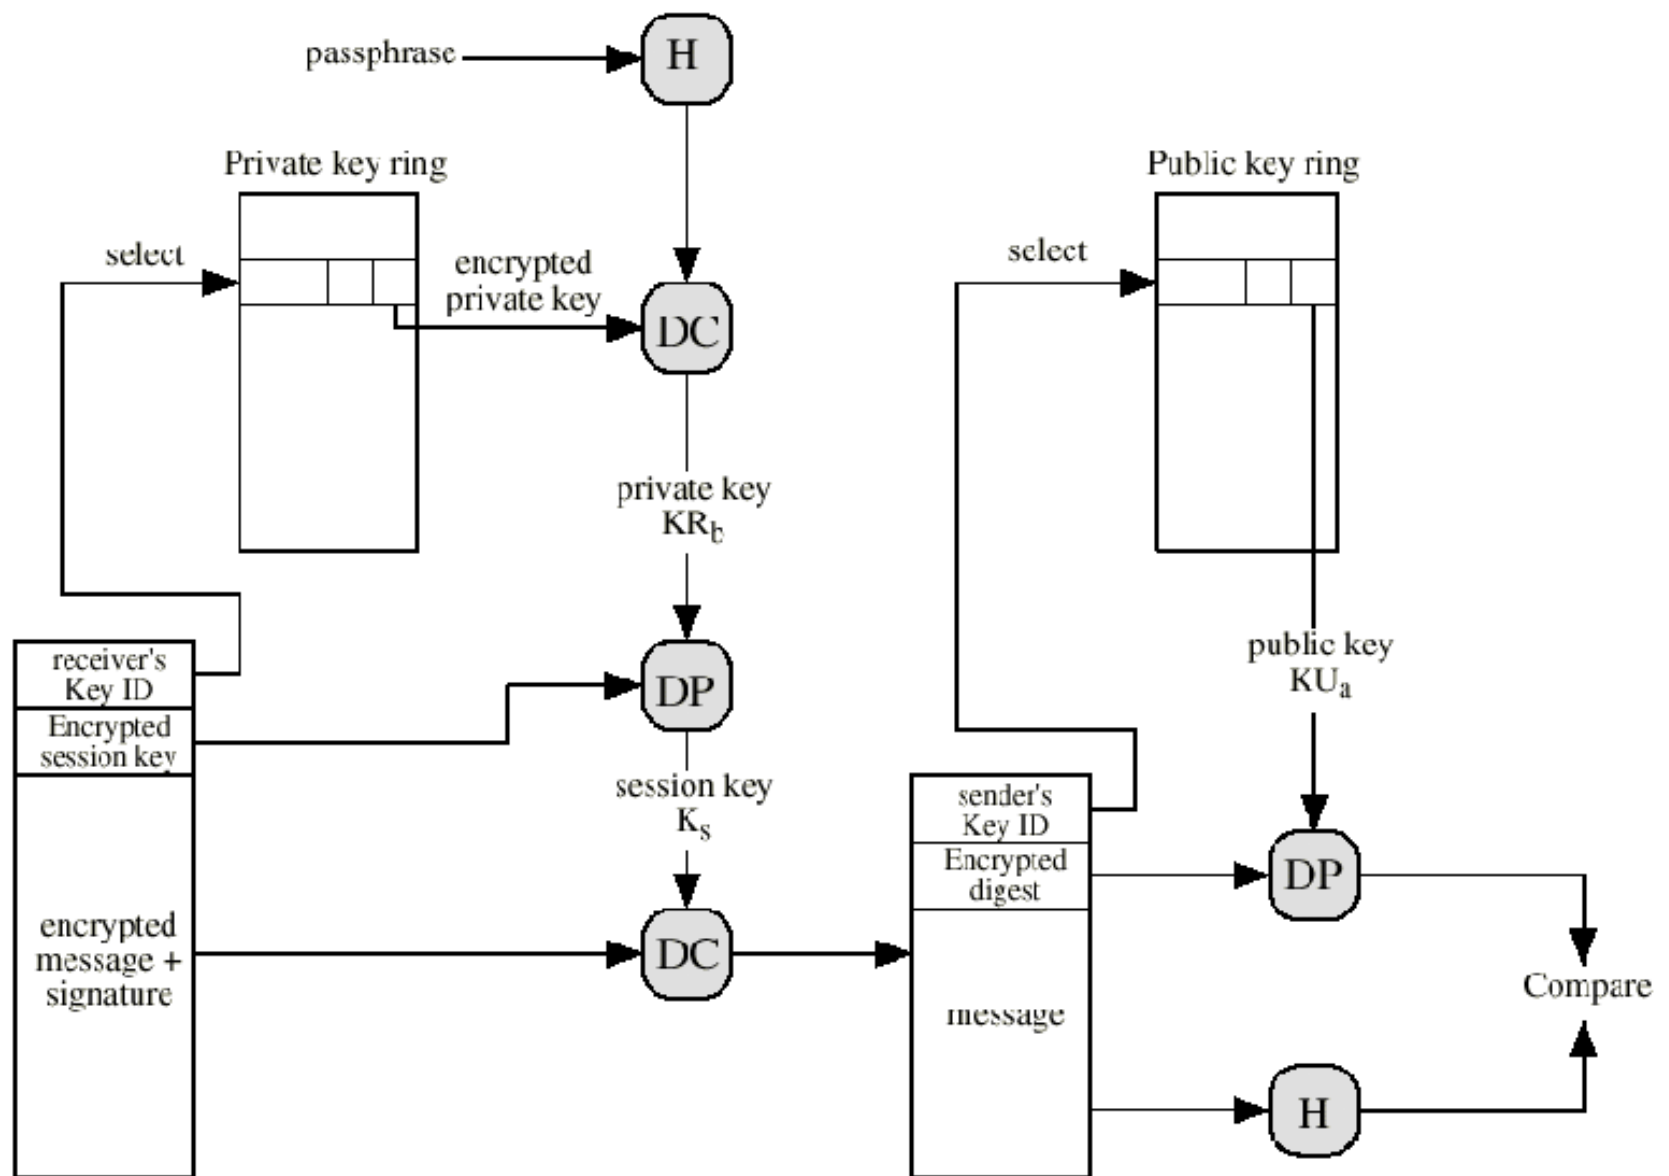 passphrase
H
Private key ring
Public key ring
select
encrypted
private key
select
DC
private key
KRb
receiver's
Key ID
Encrypted
session key
DP
public key
KUa
session key
Ks
sender's
Key ID
Encrypted
digest
DP
encrypted
message +
signature
DC
message
Compare
H